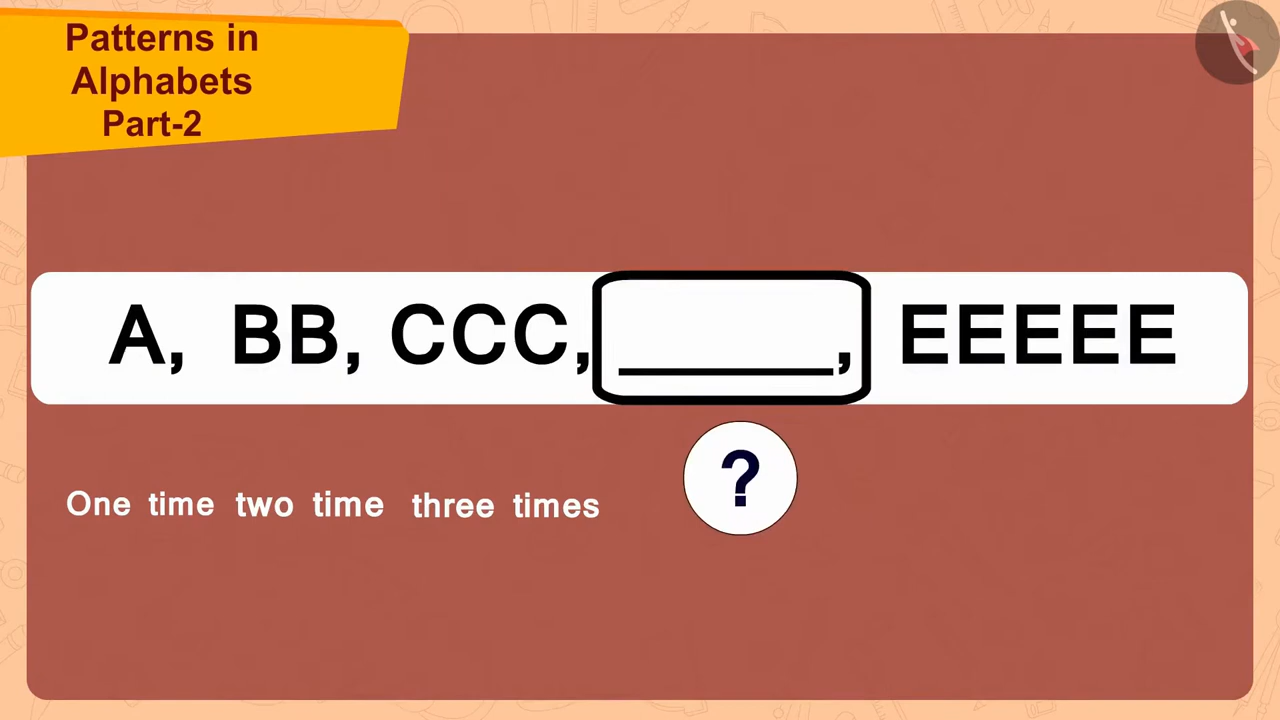 Patterns in
Alphabets
Part-2
A, BB, CCC, ______, EEEEE
?
One time two time three times